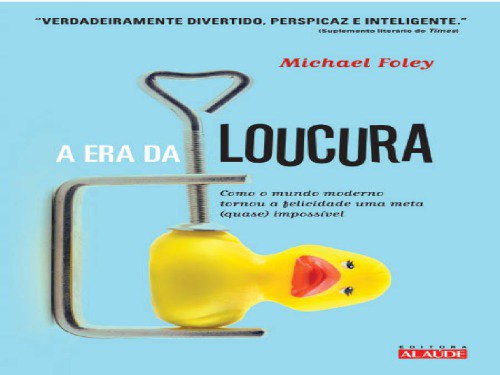 “VERDADEIRAMENTE DIVERTIDO, PERSPICAZ E INTELIGENTE.”
(Suplemento literário do Times)
Michael Foley
A ERA DA LOUCURA
Como o mundo moderno
tornou a felicidade uma meta
(quase) impossível
EDITORA
ALAÚDE